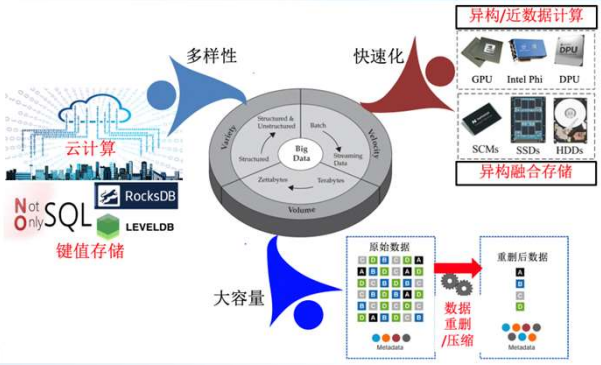 多样性
快速化
异构/近数据计算
GPU
Intel Phi
DPU
SCMs
SSDs
HDDs
异构融合存储
云计算
Not
Only
SQL
RocksDB
LEVELDB
键值存储
Variety
Velocity
Volume
Structured &
Unstructured
Structured
Batch
Streaming
Data
Zettabytes
Terabytes
Big
Data
大容量
原始数据
C D B C D A
A B D C A D
D C B D B C
C B D B A D
B D C A D C
D A B D C B
Metadata
数据
重删
/压缩
重删后数据
A
B
C
D
Metadata